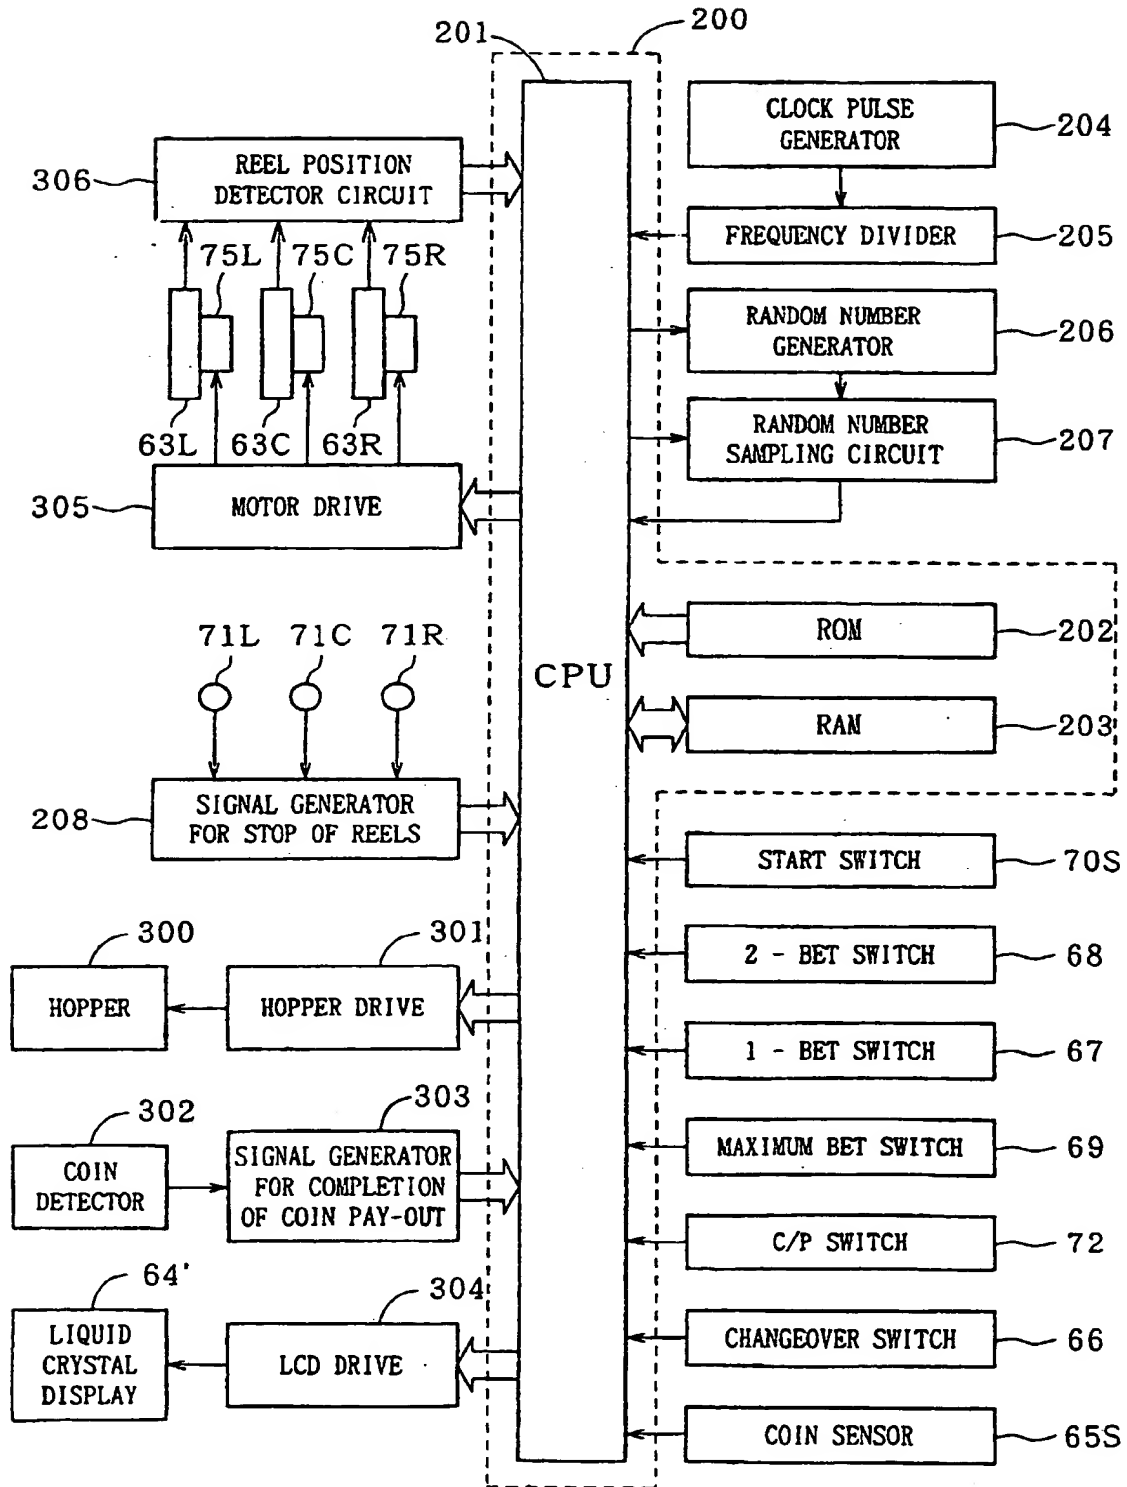 200
201
CLOCK PULSE
GENERATOR
204
REEL POSITION
DETECTOR CIRCUIT
306
FREQUENCY DIVIDER
205
75L 75C 75R
RANDOM NUMBER
GENERATOR
206
63L 63C 63R
RANDOM NUMBER
SAMPLING CIRCUIT
207
305
MOTOR DRIVE
ROM
202
71L 71C 71R
CPU
RAM
203
208
SIGNAL GENERATOR
FOR STOP OF REELS
START SWITCH
70S
300
301
2 - BET SWITCH
68
HOPPER
HOPPER DRIVE
1 - BET SWITCH
67
302
303
COIN
DETECTOR
SIGNAL GENERATOR
FOR COMPLETION
OF COIN PAY-OUT
MAXIMUM BET SWITCH
69
C/P SWITCH
72
64'
304
LIQUID
CRYSTAL
DISPLAY
LCD DRIVE
CHANGEOVER SWITCH
66
COIN SENSOR
65S